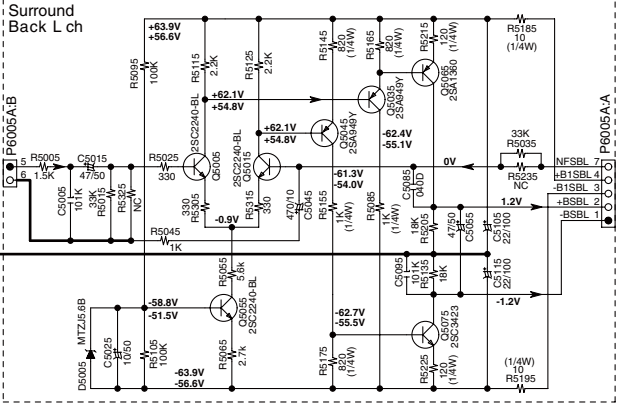 Surround
Back L ch
+63.9V
+56.6V
R5095
100K
R5115
2.2K
R5125
2.2K
R5145
820
(1/4W)
R5165
820
(1/4W)
R5215
120
(1/4W)
R5185
10
(1/4W)
Q5065
2SA1360
Q5035
2SA949Y
Q5045
2SA949Y
+62.1V
+54.8V
+62.1V
+54.8V
-62.4V
-55.1V
2SC2240-BL
Q5005
2SC2240-BL
Q5015
P6005A:B
5
6
R5005
1.5K
C5015
47/50
R5025
330
C5005
101K
33K
R5015
R5325
NC
R5045
1K
330
R5305
R5315
330
470/10
C5045
-0.9V
-61.3V
-54.0V
R5155
1K
(1/4W)
R5085
1K
(1/4W)
C5085
040D
0V
33K
R5035
R5235
NC
P6005A:A
NFSBL 7
+B1SBL 4
-B1SBL 3
+BSBL 2
-BSBL 1
1.2V
18K
R5205
47/50
C5055
C5105
22/100
C5095
101K
R5135
18K
C5115
22/100
-1.2V
R5055
5.6k
Q5055
2SC2240-BL
-58.8V
-51.5V
MTZJ5.6B
D5005
C5025
10/50
R5105
100K
R5065
2.7k
-63.9V
-56.6V
-62.7V
-55.5V
Q5075
2SC3423
R5175
820
(1/4W)
R5225
120
(1/4W)
(1/4W)
10
R5195